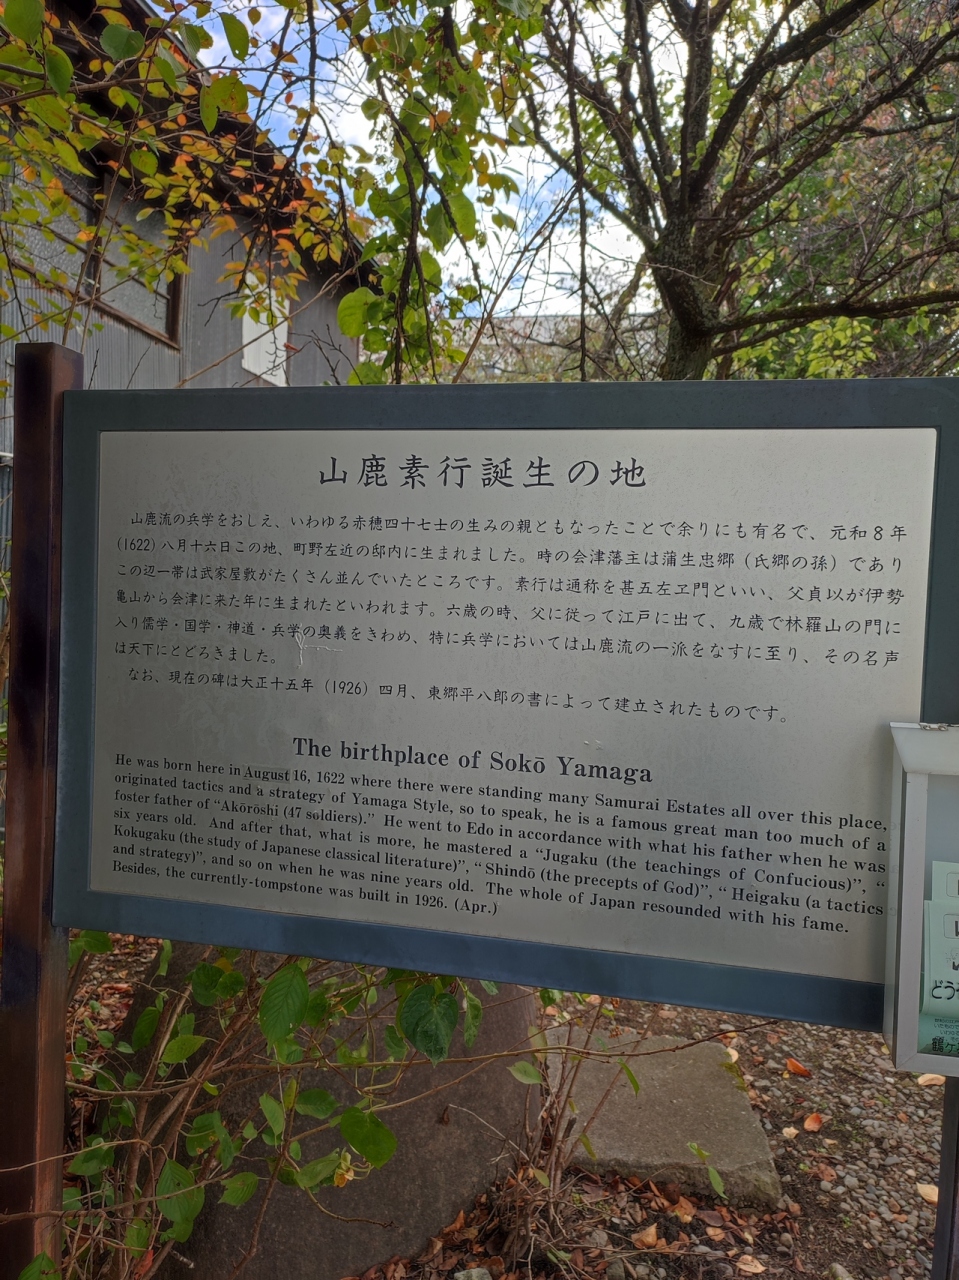 山鹿素行誕生の地
山鹿流の兵学をおしえ、いわゆる赤穂四十七士の生みの親ともなったことで余りにも有名で、元和８年
(1622) 八月十六日この地、町野左近の邸内に生まれました。時の会津藩主は蒲生忠郷（氏郷の孫）であり
この辺一帯は武家屋敷がたくさん並んでいたところです。素行は通称を甚五左ヱ門といい、父貞以が伊勢
亀山から会津に来た年に生まれたといわれます。六歳の時、父に従って江戸に出て、九歳で林羅山の門に
入り儒学・国学・神道・兵学の奥義をきわめ、特に兵学においては山鹿流の一派をなすに至り、その名声
は天下にとどろきました。
なお、現在の碑は大正十五年（1926）四月、東郷平八郎の書によって建立されたものです。
The birthplace of Sokō Yamaga
He was born here in August 16, 1622 where there were standing many Samurai Estates all over this place,
originated tactics and a strategy of Yamaga Style, so to speak, he is a famous great man too much of a
foster father of “Akōrōshi (47 soldiers).” He went to Edo in accordance with what his father when he was
six years old. And after that, what is more, he mastered a “Jugaku (the teachings of Confucious)”, “
Kokugaku (the study of Japanese classical literature)”, “Shindō (the precepts of God)”, “ Heigaku (a tactics
and strategy)”, and so on when he was nine years old. The whole of Japan resounded with his fame.
Besides, the currently-tompstone was built in 1926. (Apr.)
どうぞ
鶴ケ